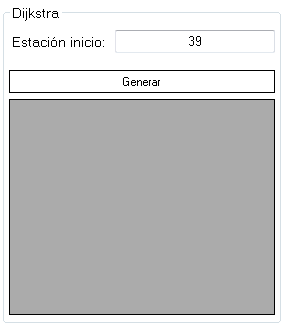 Dijkstra
Estación inicio: 39
Generar